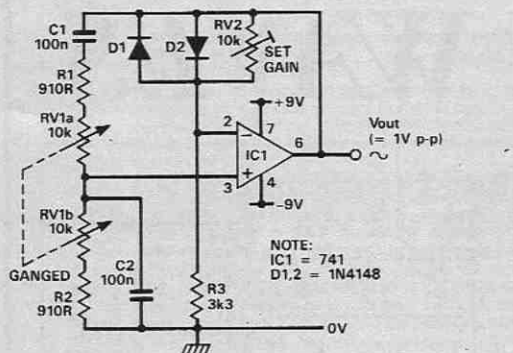 C1
100n
D1
D2
RV2
10k
SET
GAIN
R1
910R
RV1a
10k
+9V
2
7
−
IC1
6
Vout
(= 1V p-p)
3
+
4
−9V
RV1b
10k
GANGED
C2
100n
NOTE:
IC1 = 741
D1,2 = 1N4148
R2
910R
R3
3k3
0V